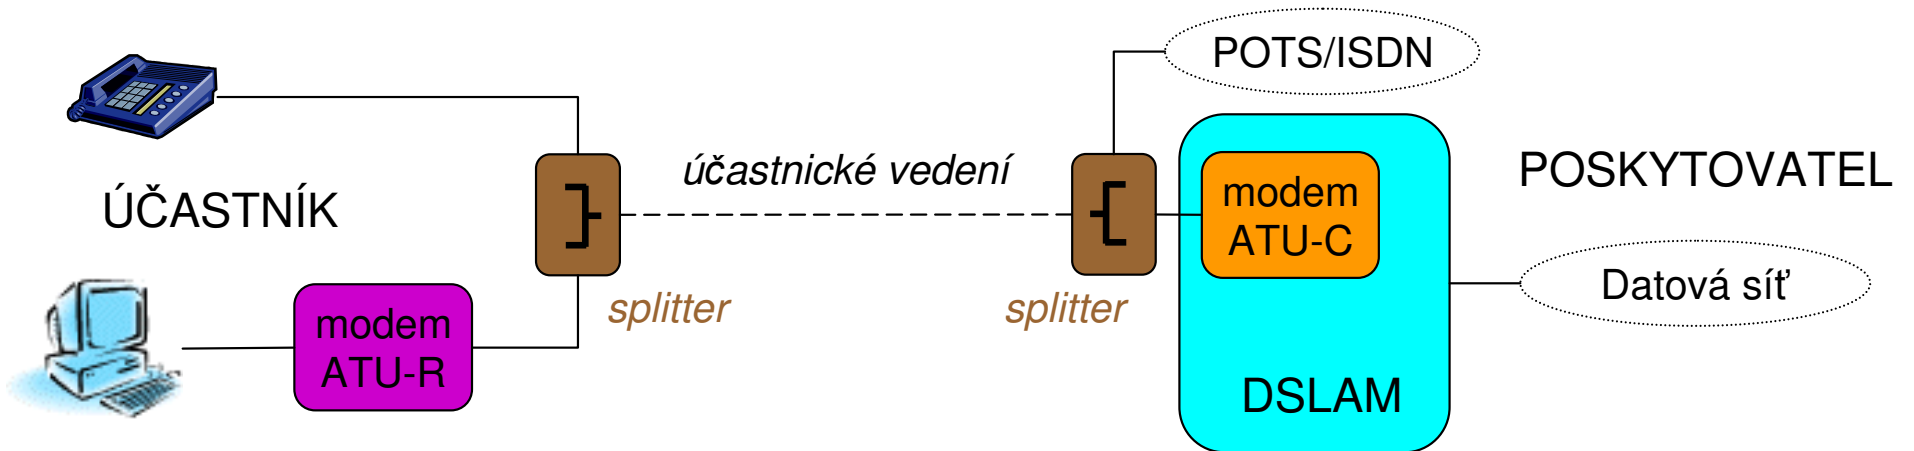 POTS/ISDN
účastnické vedení
POSKYTOVATEL
ÚČASTNÍK
modem
ATU-C
splitter
splitter
Datová síť
modem
ATU-R
DSLAM